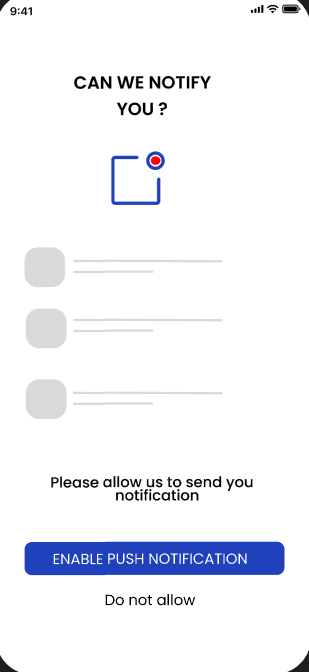 9:41
CAN WE NOTIFY
YOU ?
Please allow us to send you
notification
ENABLE PUSH NOTIFICATION
Do not allow